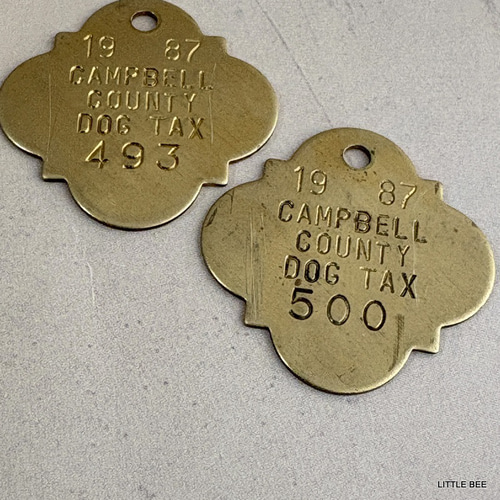 19 87
CAMPBELL
COUNTY
DOG TAX
493
19 87
CAMPBELL
COUNTY
DOG TAX
500
LITTLE BEE